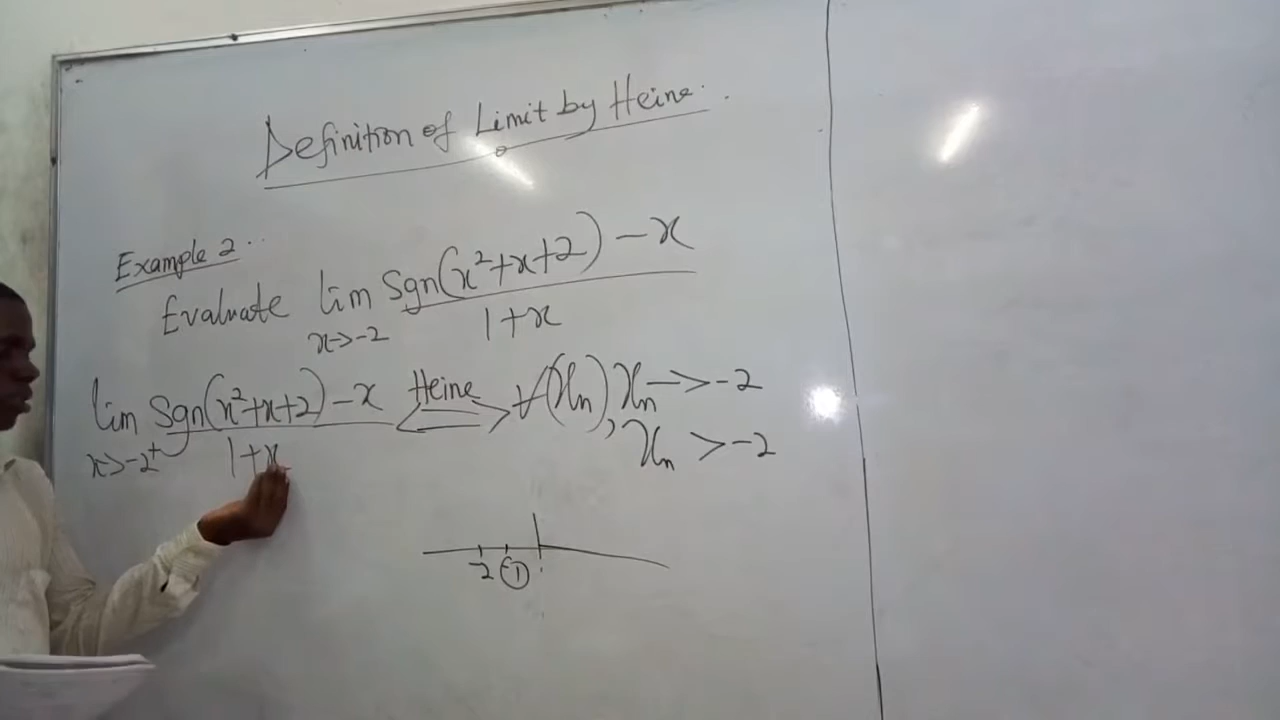 Definition of Limit by Heine.
Example 2..
Evaluate lim Sgn(x²+x+2) - x
x->-2 1+x
lim Sgn(x²+x+2) - x Heine ∀(xn), xn -> -2
x->-2⁺ 1+x <=> xn > -2
-2 -1